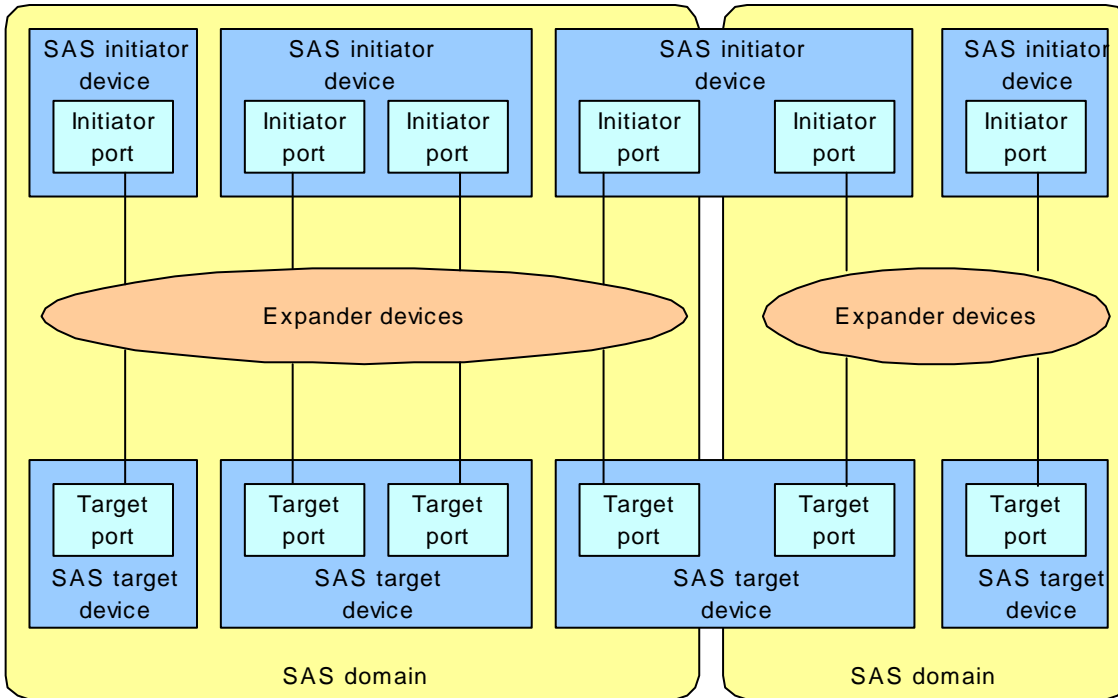 SAS initiator
device
SAS initiator
device
SAS initiator
device
SAS initiator
device
Initiator
port
Initiator
port
Initiator
port
Initiator
port
Initiator
port
Initiator
port
Expander devices
Expander devices
Target
port
Target
port
Target
port
Target
port
Target
port
Target
port
SAS target
device
SAS target
device
SAS target
device
SAS target
device
SAS domain
SAS domain